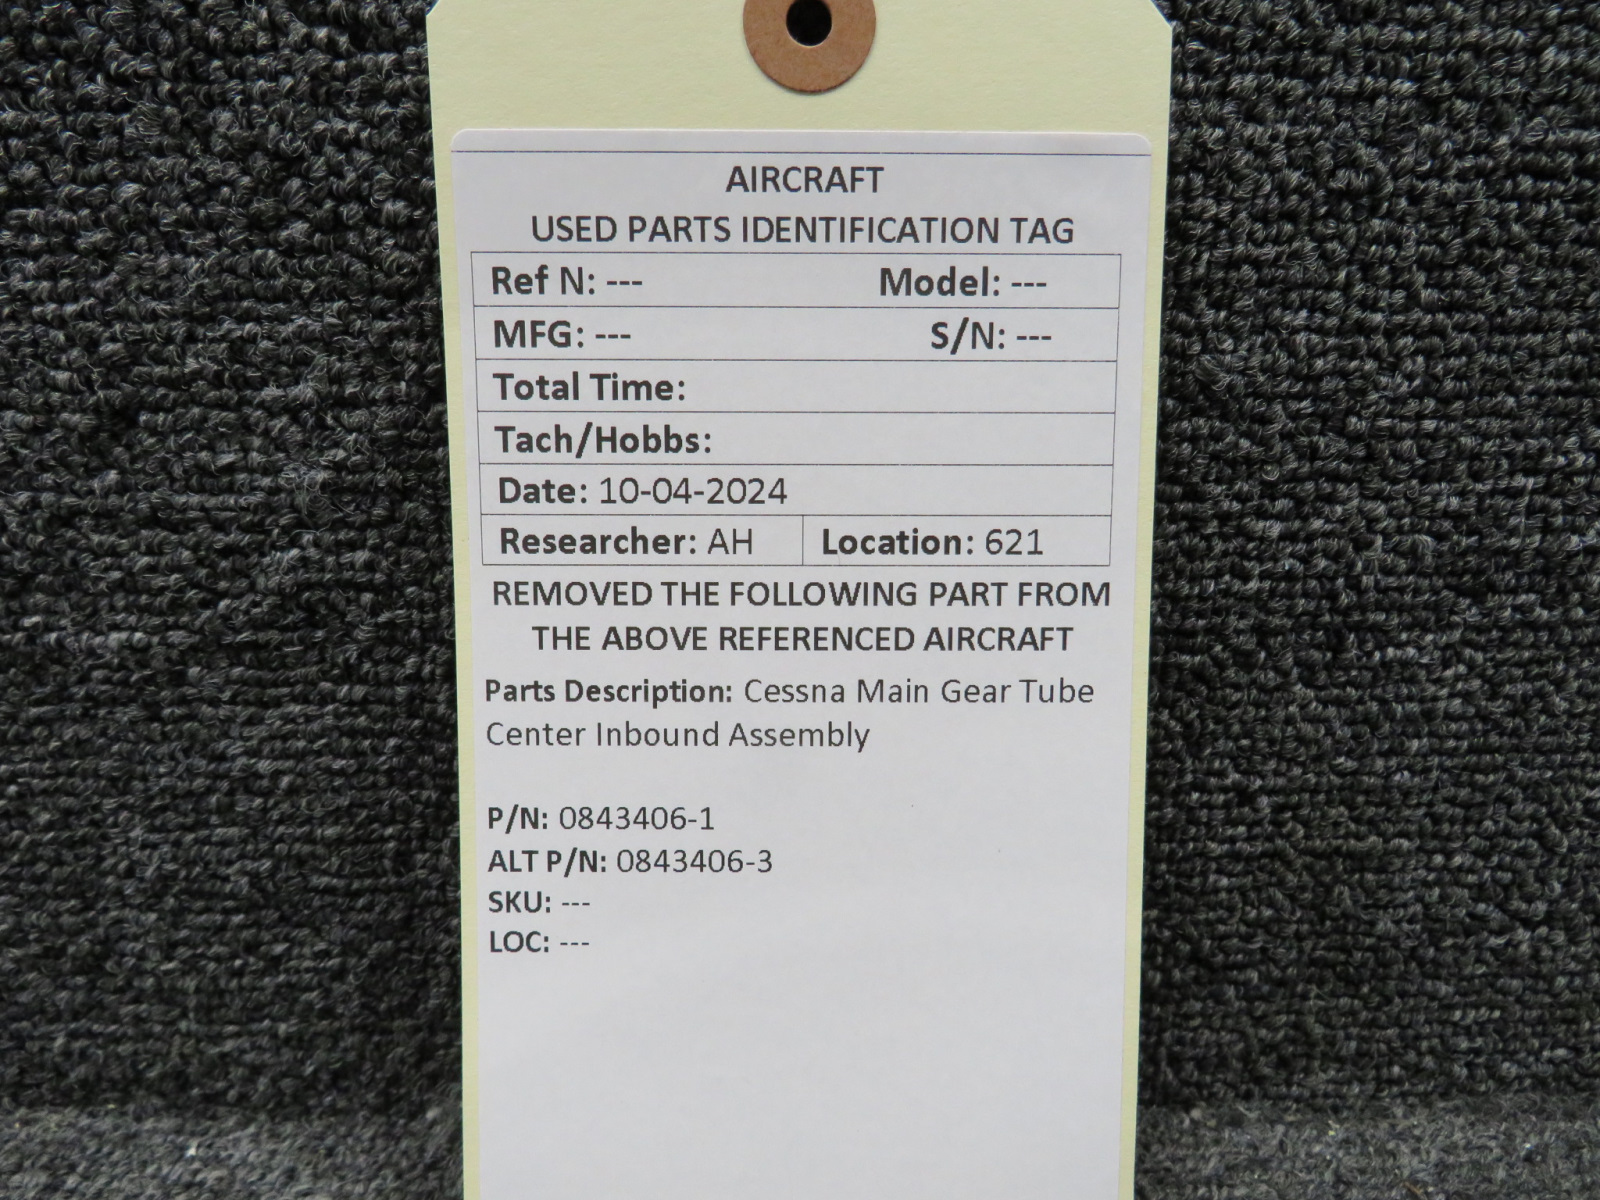 AIRCRAFT
USED PARTS IDENTIFICATION TAG
Ref N: --- Model: ---
MFG: --- S/N: ---
Total Time:
Tach/Hobbs:
Date: 10-04-2024
Researcher: AH Location: 621
REMOVED THE FOLLOWING PART FROM
THE ABOVE REFERENCED AIRCRAFT
Parts Description: Cessna Main Gear Tube
Center Inbound Assembly
P/N: 0843406-1
ALT P/N: 0843406-3
SKU: ---
LOC: ---